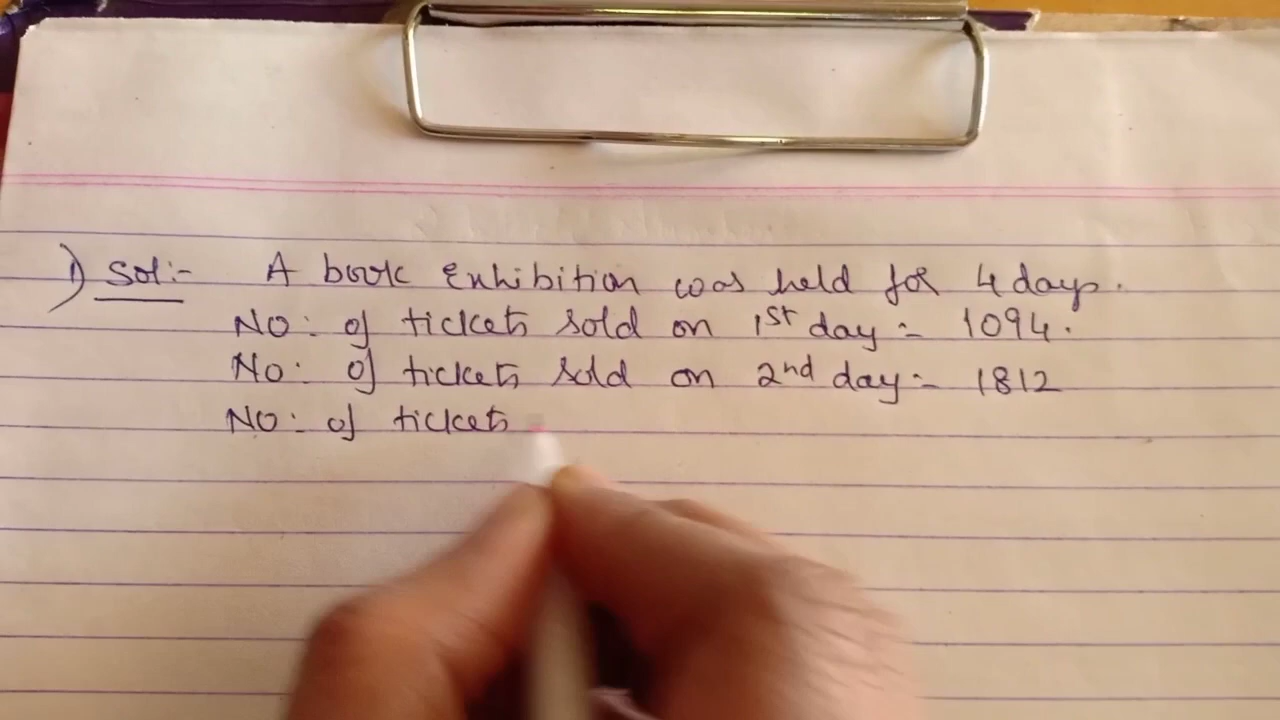 1) Sol:- A book Exhibition was held for 4 days.
No: of tickets sold on 1st day:- 1094.
No: of tickets sold on 2nd day:- 1812
No: of tickets